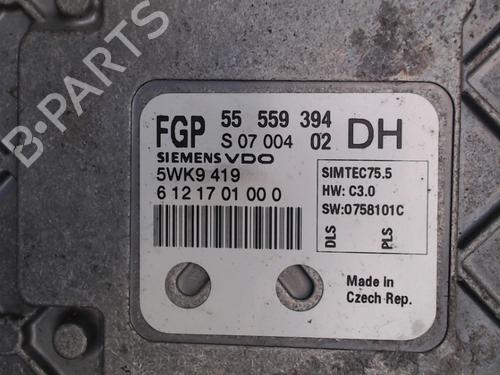 B-PARTS
FGP 55 559 394 DH
S 07 004 02
SIEMENS VDO
5WK9 419
6 12 17 01 00 0
SIMTEC75.5
HW: C3.0
SW:0758101C
DLS
PLS
Made in
Czech Rep.